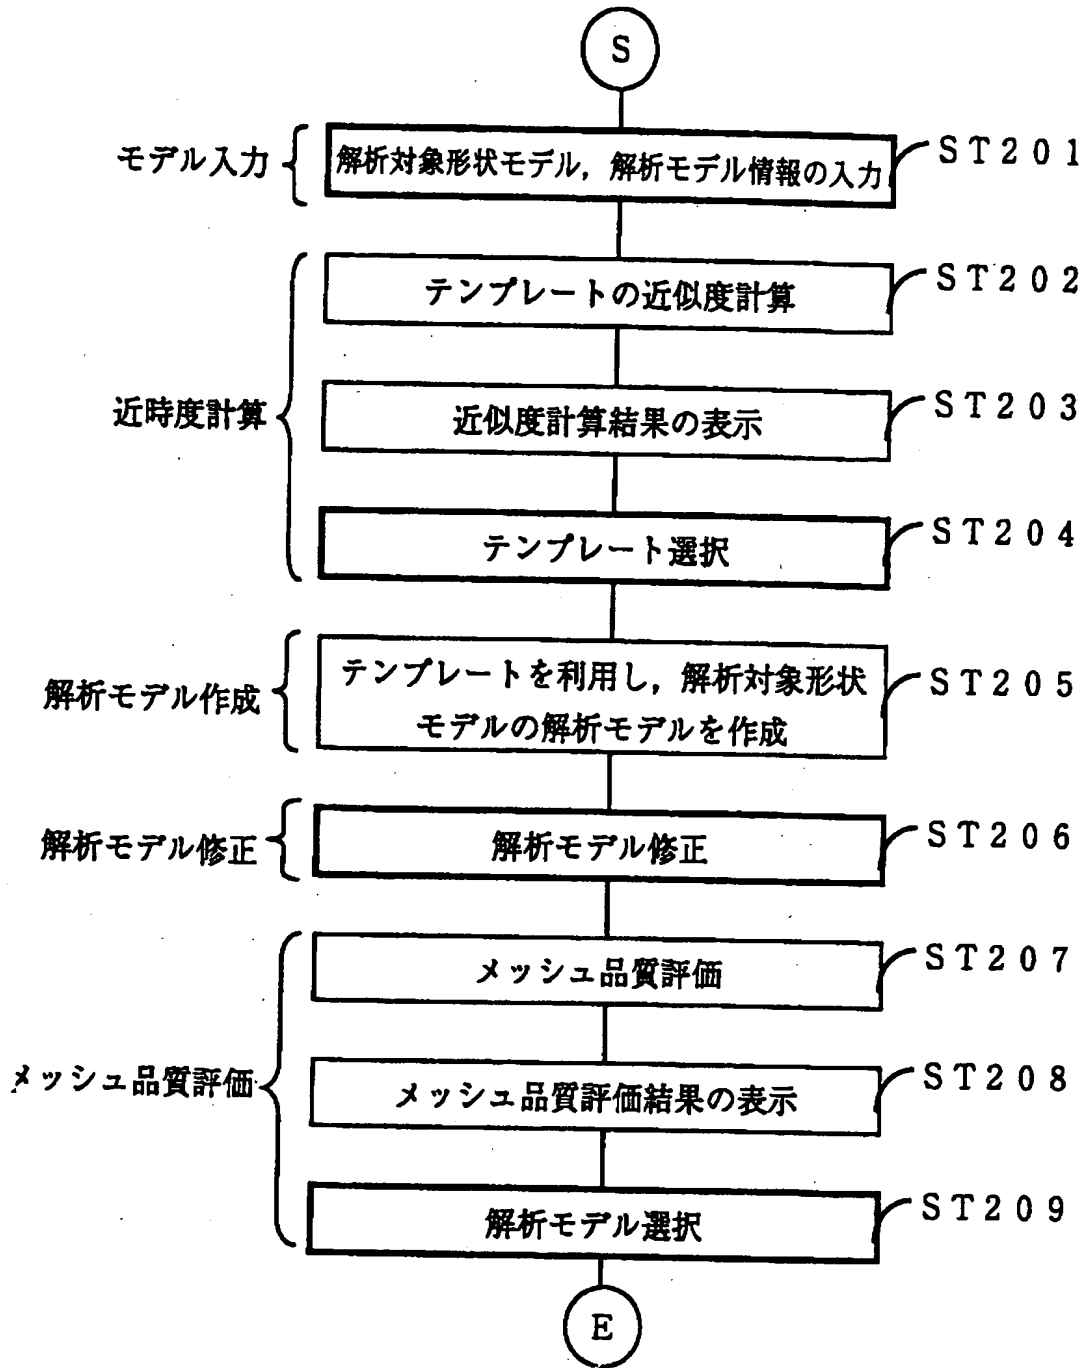 S
モデル入力
解析対象形状モデル，解析モデル情報の入力
ST201
テンプレートの近似度計算
ST202
近時度計算
近似度計算結果の表示
ST203
テンプレート選択
ST204
解析モデル作成
テンプレートを利用し，解析対象形状
モデルの解析モデルを作成
ST205
解析モデル修正
解析モデル修正
ST206
メッシュ品質評価
ST207
メッシュ品質評価
メッシュ品質評価結果の表示
ST208
解析モデル選択
ST209
E